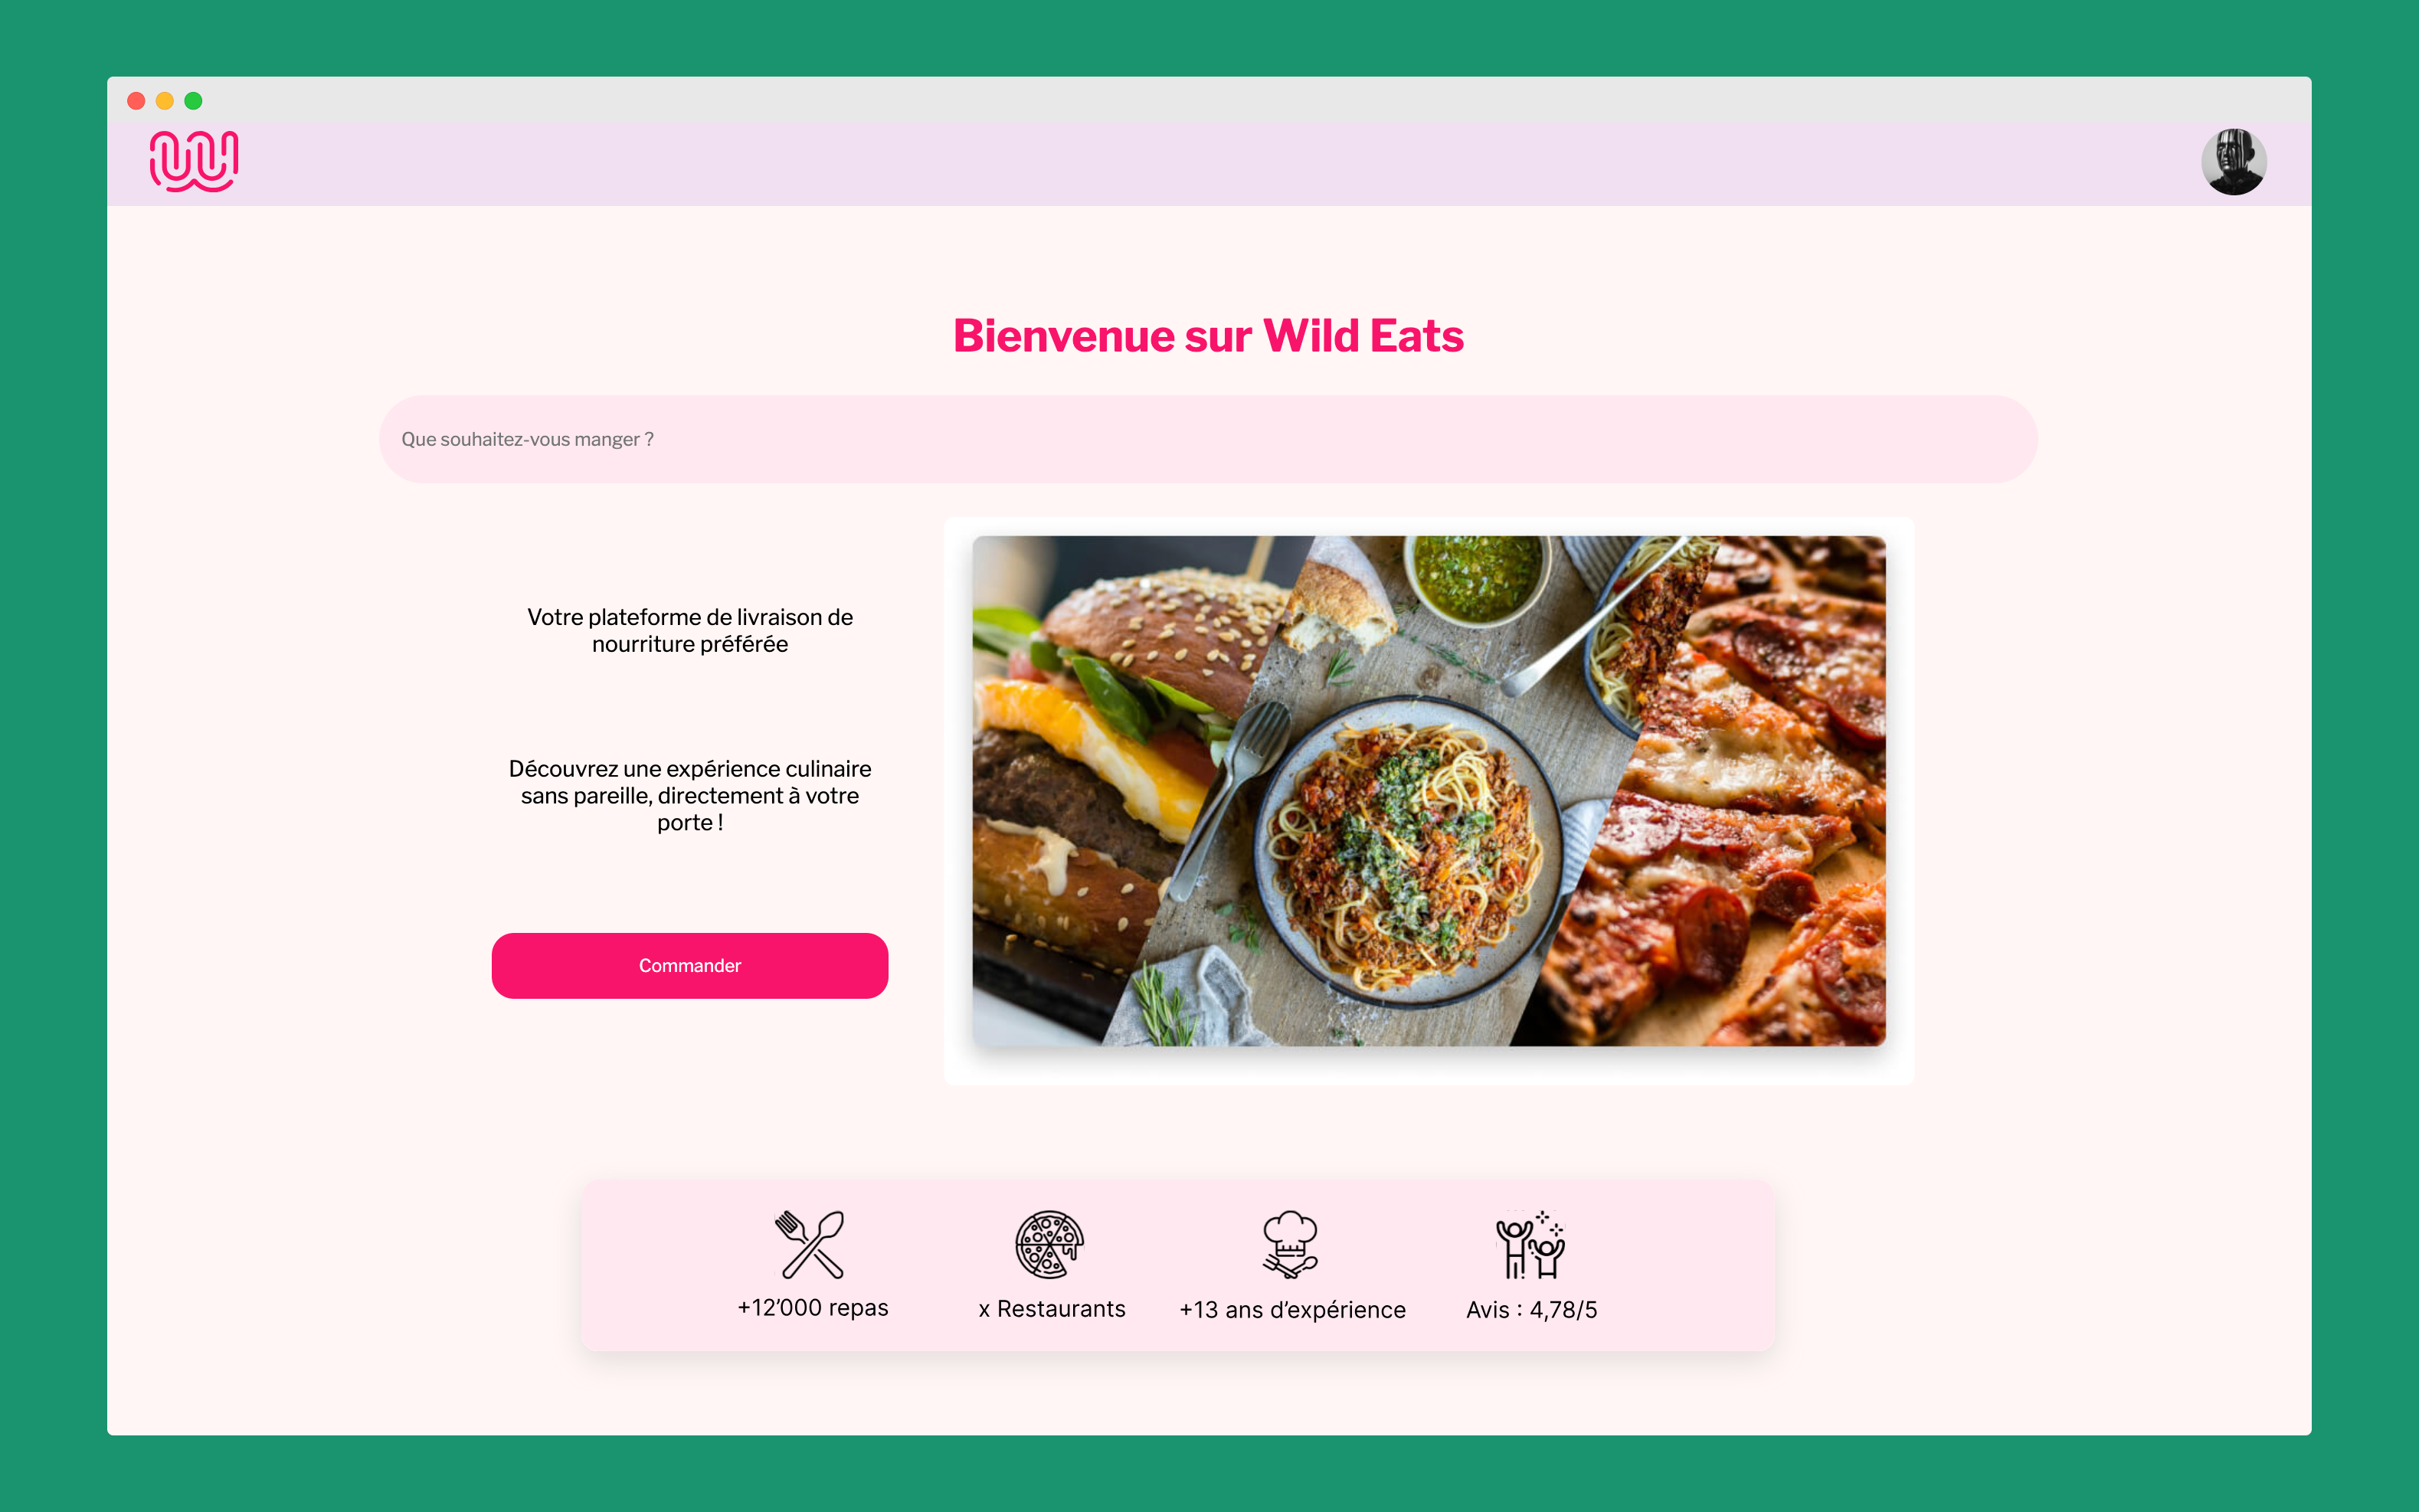 Bienvenue sur Wild Eats
Que souhaitez-vous manger ?
Votre plateforme de livraison de
nourriture préférée
Découvrez une expérience culinaire
sans pareille, directement à votre
porte !
Commander
+12’000 repas
x Restaurants
+13 ans d’expérience
Avis : 4,78/5